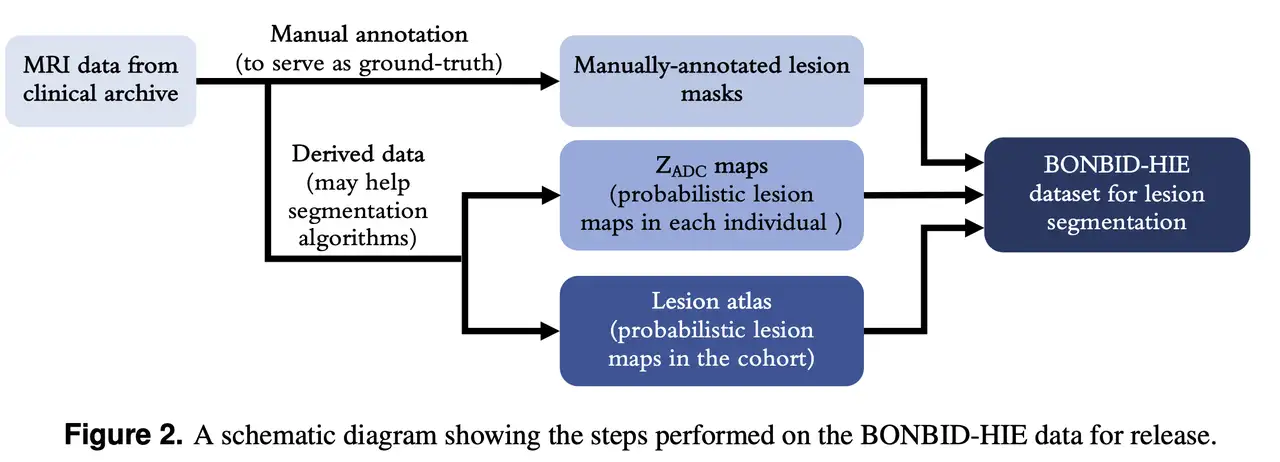 MRI data from
clinical archive
Manual annotation
(to serve as ground-truth)
Derived data
(may help
segmentation
algorithms)
Manually-annotated lesion
masks
Z_ADC maps
(probabilistic lesion
maps in each individual )
Lesion atlas
(probabilistic lesion
maps in the cohort)
BONBID-HIE
dataset for lesion
segmentation
Figure 2. A schematic diagram showing the steps performed on the BONBID-HIE data for release.